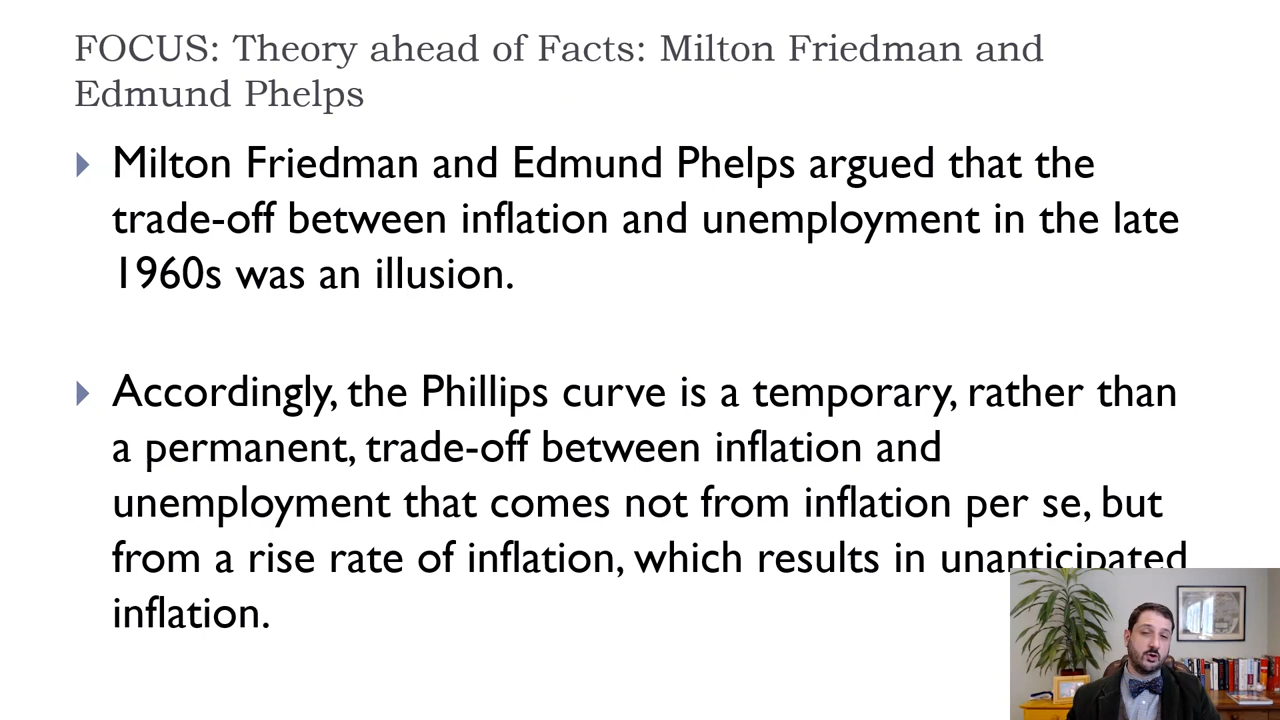 FOCUS: Theory ahead of Facts: Milton Friedman and
Edmund Phelps
Milton Friedman and Edmund Phelps argued that the
trade-off between inflation and unemployment in the late
1960s was an illusion.
Accordingly, the Phillips curve is a temporary, rather than
a permanent, trade-off between inflation and
unemployment that comes not from inflation per se, but
from a rise rate of inflation, which results in unanticipated
inflation.